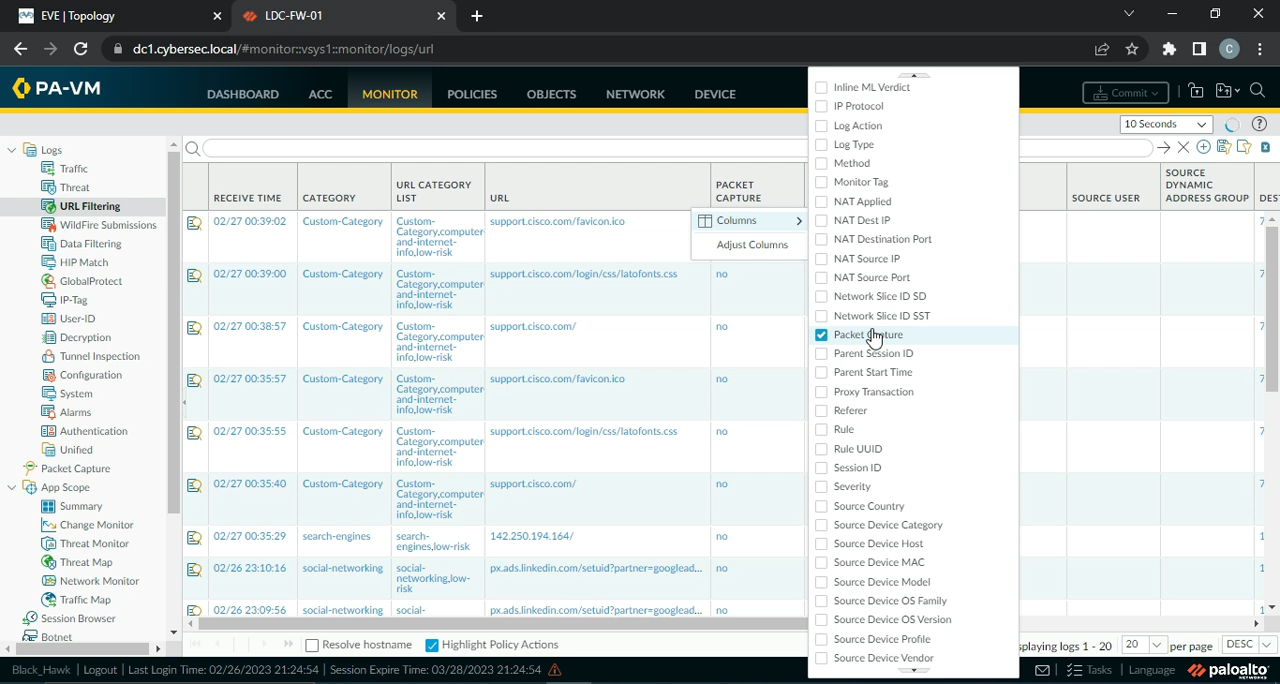 EVE | Topology
LDC-FW-01
dc1.cybersec.local/#monitor::vsys1::monitor/logs/url
PA-VM
DASHBOARD
ACC
MONITOR
POLICIES
OBJECTS
NETWORK
DEVICE
Commit
10 Seconds
Logs
Traffic
Threat
URL Filtering
WildFire Submissions
Data Filtering
HIP Match
GlobalProtect
IP-Tag
User-ID
Decryption
Tunnel Inspection
Configuration
System
Alarms
Authentication
Unified
Packet Capture
App Scope
Summary
Change Monitor
Threat Monitor
Threat Map
Network Monitor
Traffic Map
Session Browser
Botnet
RECEIVE TIME
CATEGORY
URL CATEGORY
LIST
URL
PACKET
CAPTURE
SOURCE USER
SOURCE
DYNAMIC
ADDRESS GROUP
DES
02/27 00:39:02
Custom-Category
Custom-
Category,computer
and-internet-
info,low-risk
support.cisco.com/favicon.ico
7
02/27 00:39:00
Custom-Category
Custom-
Category,computer
and-internet-
info,low-risk
support.cisco.com/login/css/latofonts.css
no
7
02/27 00:38:57
Custom-Category
Custom-
Category,computer
and-internet-
info,low-risk
support.cisco.com/
no
7
02/27 00:35:57
Custom-Category
Custom-
Category,computer
and-internet-
info,low-risk
support.cisco.com/favicon.ico
no
7
02/27 00:35:55
Custom-Category
Custom-
Category,computer
and-internet-
info,low-risk
support.cisco.com/login/css/latofonts.css
no
7
02/27 00:35:40
Custom-Category
Custom-
Category,computer
and-internet-
info,low-risk
support.cisco.com/
no
7
02/27 00:35:29
search-engines
search-
engines,low-risk
142.250.194.164/
no
1
02/26 23:10:16
social-networking
social-
networking,low-
risk
px.ads.linkedin.com/setuid?partner=googlead...
no
1
02/26 23:09:56
social-networking
social-
px.ads.linkedin.com/setuid?partner=googlead...
no
1
Columns
Adjust Columns
Inline ML Verdict
IP Protocol
Log Action
Log Type
Method
Monitor Tag
NAT Applied
NAT Dest IP
NAT Destination Port
NAT Source IP
NAT Source Port
Network Slice ID SD
Network Slice ID SST
Packet
Parent Session ID
Parent Start Time
Proxy Transaction
Referer
Rule
Rule UUID
Session ID
Severity
Source Country
Source Device Category
Source Device Host
Source Device MAC
Source Device Model
Source Device OS Family
Source Device OS Version
Source Device Profile
Source Device Vendor
Resolve hostname
Highlight Policy Actions
splaying logs 1 - 20
20
per page
DESC
Black_Hawk | Logout | Last Login Time: 02/26/2023 21:24:54 | Session Expire Time: 03/28/2023 21:24:54
Tasks | Language
paloalto
NETWORKS